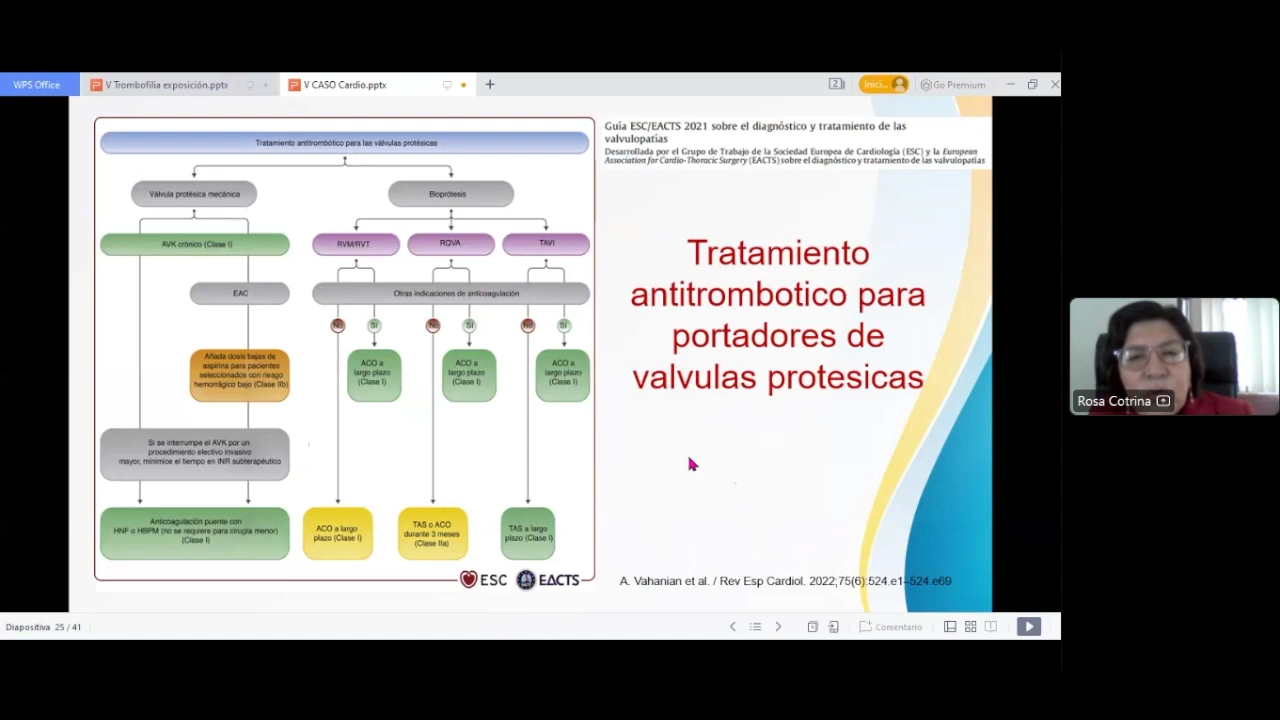 WPS Office
V Trombofilia exposición.pptx
V CASO Cardio.pptx
2
Inici...
Go Premium
Tratamiento antitrombótico para las válvulas protésicas
Válvula protésica mecánica
Bioprótesis
AVK crónico (Clase I)
RVM/RVT
RQVA
TAVI
EAC
Otras indicaciones de anticoagulación
No
Sí
No
Sí
No
Sí
Añada dosis bajas de
aspirina para pacientes
seleccionados con riesgo
hemorrágico bajo (Clase IIb)
ACO a
largo plazo
(Clase I)
ACO a
largo plazo
(Clase I)
ACO a
largo plazo
(Clase I)
Si se interrumpe el AVK por un
procedimiento electivo invasivo
mayor, minimice el tiempo en INR subterapéutico
Anticoagulación puente con
HNF o HBPM (no se requiere para cirugía menor)
(Clase I)
ACO a largo
plazo (Clase I)
TAS o ACO
durante 3 meses
(Clase IIa)
TAS a largo
plazo (Clase I)
ESC
EACTS
Guía ESC/EACTS 2021 sobre el diagnóstico y tratamiento de las
valvulopatías
Desarrollada por el Grupo de Trabajo de la Sociedad Europea de Cardiología (ESC) y la European
Association for Cardio-Thoracic Surgery (EACTS) sobre el diagnóstico y tratamiento de las valvulopatías
Tratamiento
antitrombotico para
portadores de
valvulas protesicas
A. Vahanian et al. / Rev Esp Cardiol. 2022;75(6):524.e1–524.e69
Rosa Cotrina
Diapositiva 25 / 41
Comentario